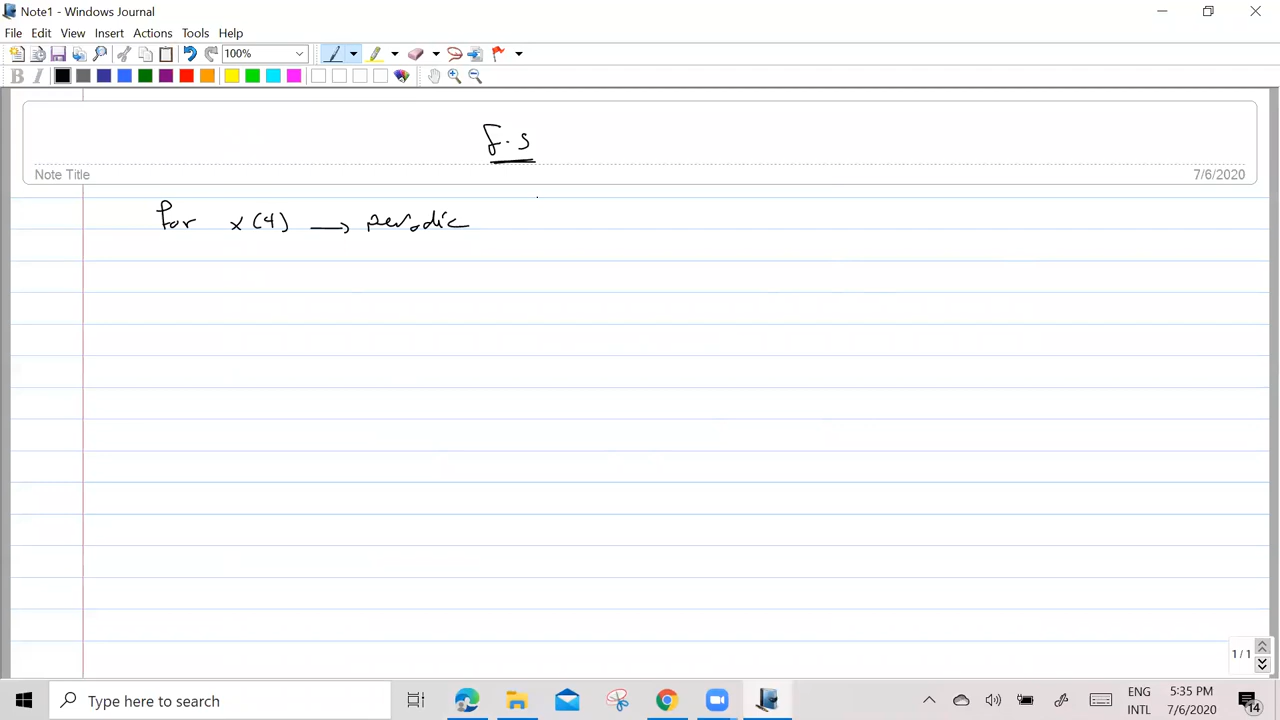 Note1 - Windows Journal
File Edit View Insert Actions Tools Help
100%
B I
F.S
Note Title
7/6/2020
for x(t) → periodic
1 / 1
Type here to search
ENG
INTL
5:35 PM
7/6/2020
14